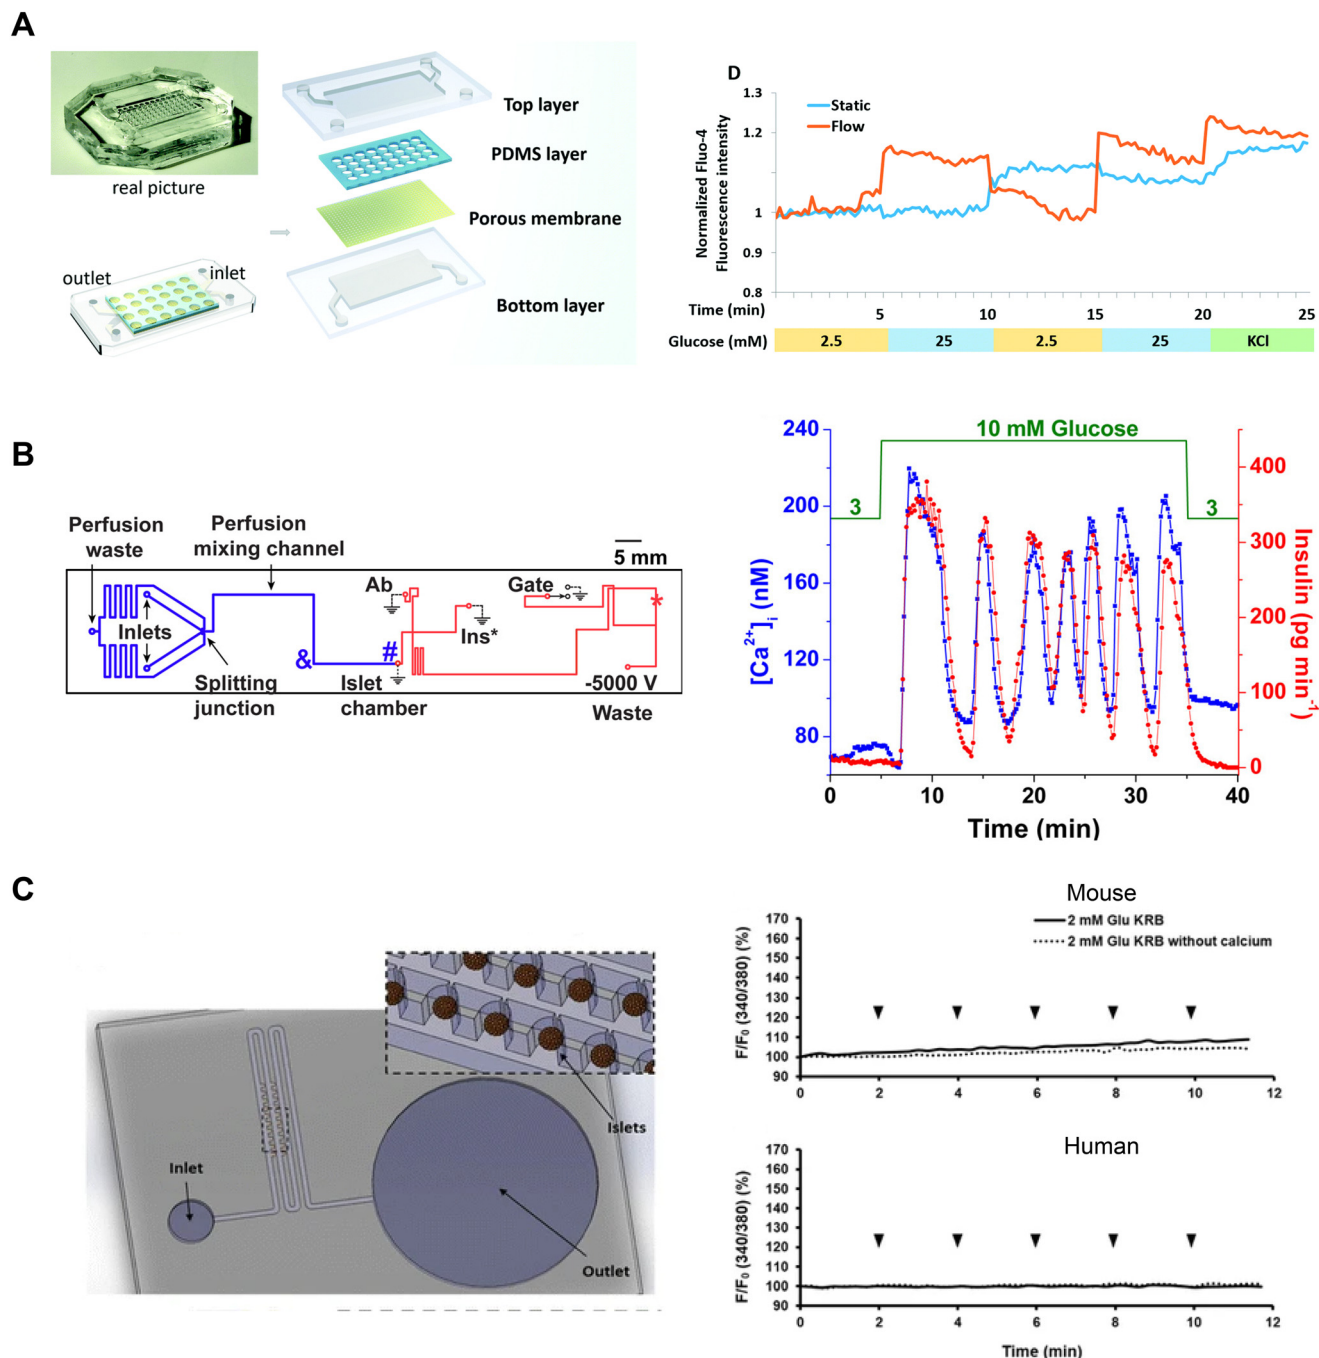 A
real picture
outlet
inlet
Top layer
PDMS layer
Porous membrane
Bottom layer
D
Normalized Fluo-4
Fluorescence intensity
1.3
1.2
1.1
1
0.9
0.8
Static
Flow
Time (min)
5 10 15 20 25
Glucose (mM)
2.5 25 2.5 25 KCl
B
Perfusion
waste
Perfusion
mixing channel
5 mm
Inlets
Splitting
junction
&
#
Ab
Ins*
Islet
chamber
Gate
*
-5000 V
Waste
[Ca2+]i (nM)
240
200
160
120
80
10 mM Glucose
3
3
400
300
200
100
0
Insulin (pg min-1)
0 10 20 30 40
Time (min)
C
Inlet
Islets
Outlet
Mouse
2 mM Glu KRB
2 mM Glu KRB without calcium
F/F0 (340/380) (%)
170
160
150
140
130
120
110
100
90
0 2 4 6 8 10 12
Human
F/F0 (340/380) (%)
170
160
150
140
130
120
110
100
90
0 2 4 6 8 10 12
Time (min)